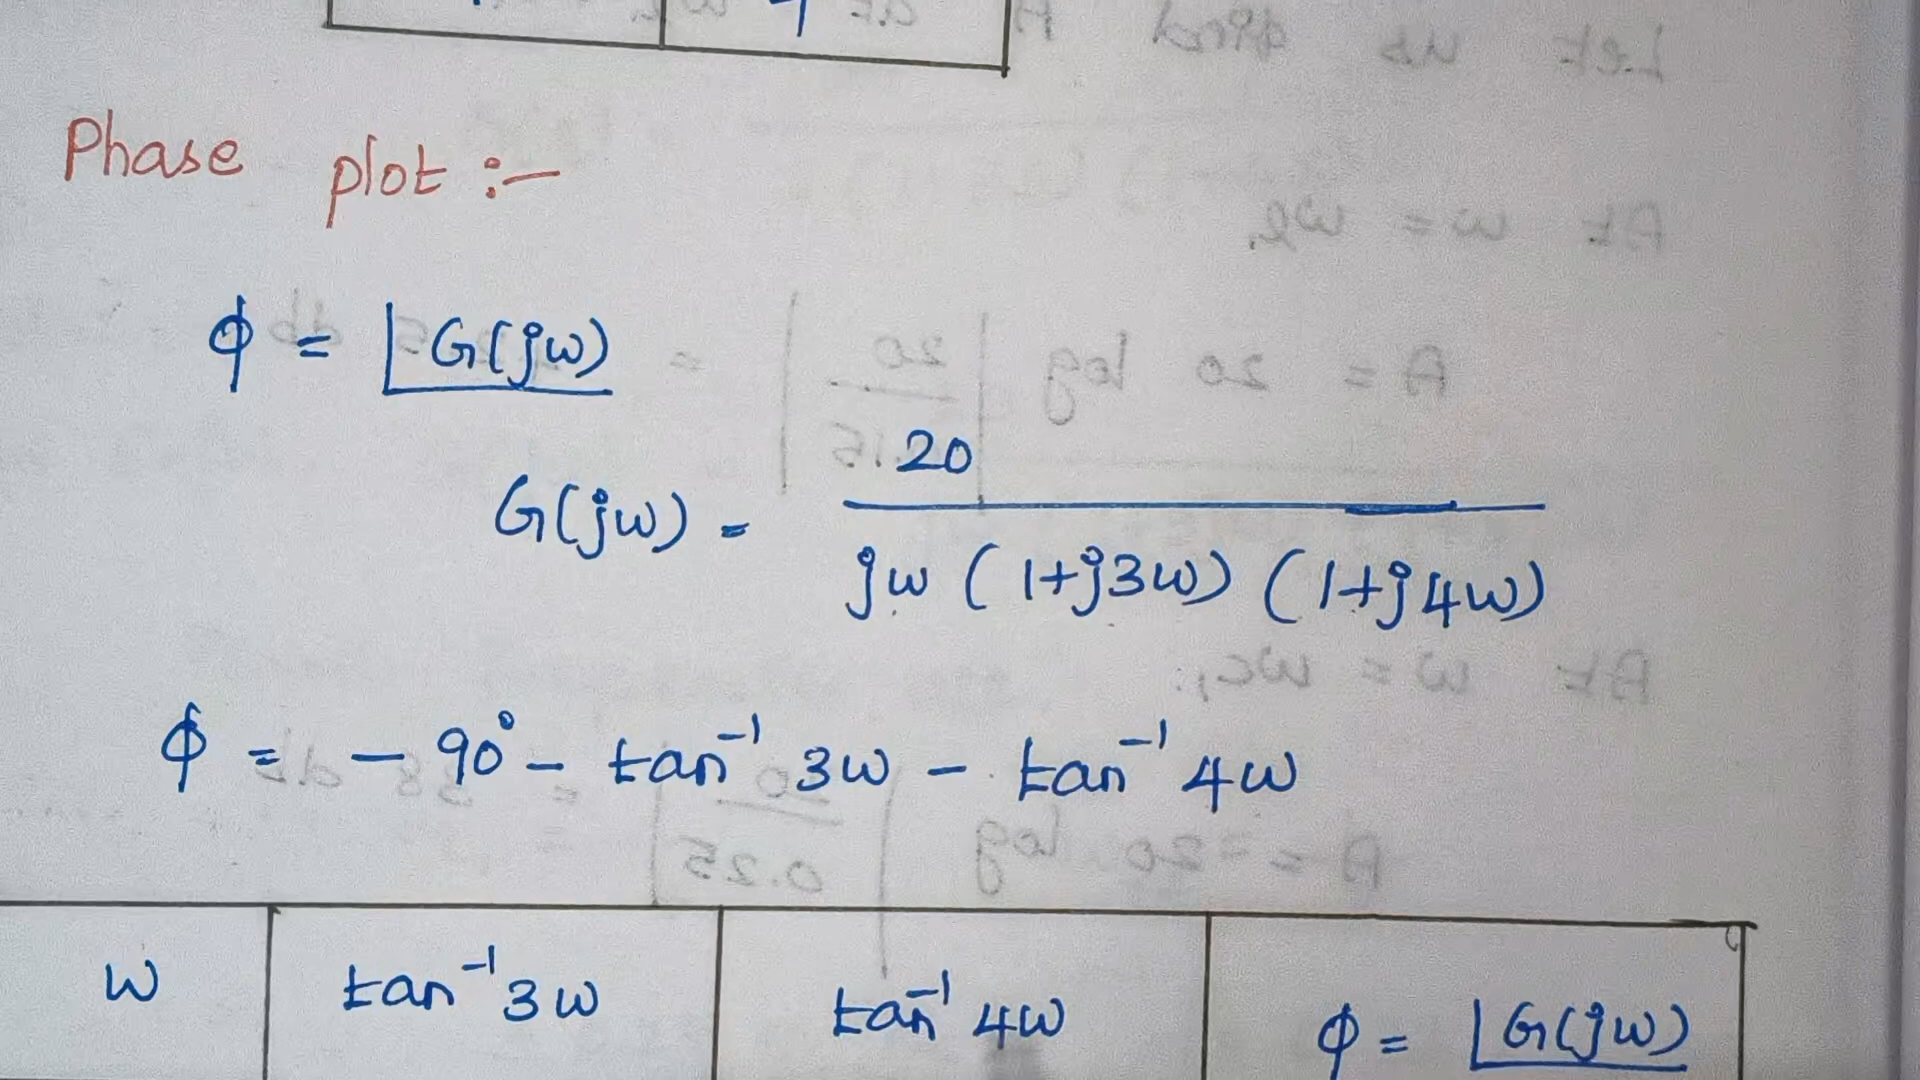 Phase plot :-
ϕ = ∠G(jω)
G(jω) = 20 / jω (1+j3ω) (1+j4ω)
ϕ = - 90° - tan⁻¹ 3ω - tan⁻¹ 4ω
ω tan⁻¹ 3ω tan⁻¹ 4ω ϕ = ∠G(jω)